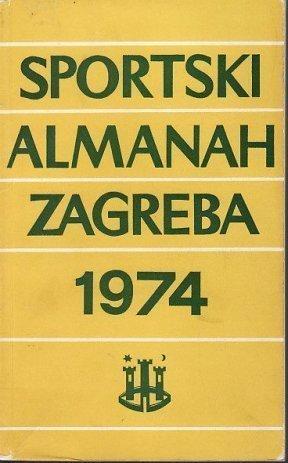 SPORTSKI
ALMANAH
ZAGREBA
1974